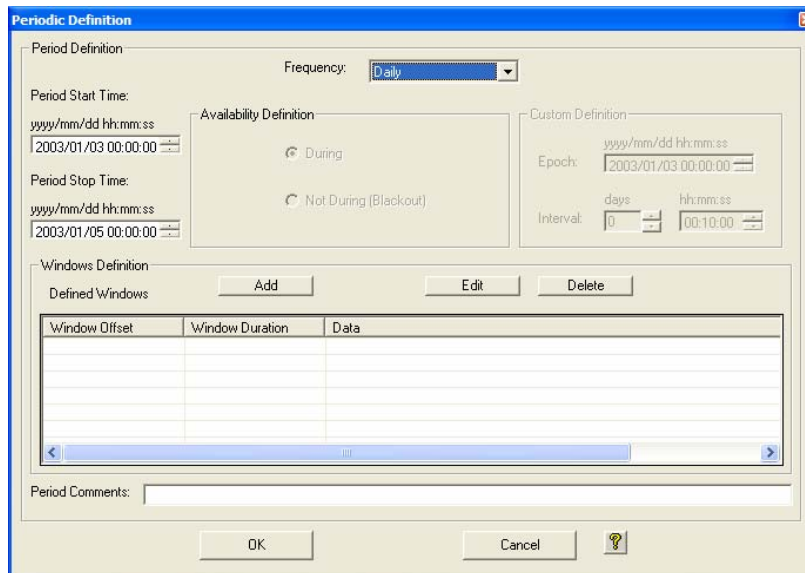 Periodic Definition
Period Definition
Frequency: Daily
Period Start Time:
yyyy/mm/dd hh:mm:ss
2003/01/03 00:00:00
Period Stop Time:
yyyy/mm/dd hh:mm:ss
2003/01/05 00:00:00
Availability Definition
During
Not During (Blackout)
Custom Definition
yyyy/mm/dd hh:mm:ss
Epoch: 2003/01/03 00:00:00
days hh:mm:ss
Interval: 0 00:10:00
Windows Definition
Defined Windows Add Edit Delete
Window Offset Window Duration Data
Period Comments:
OK Cancel ?